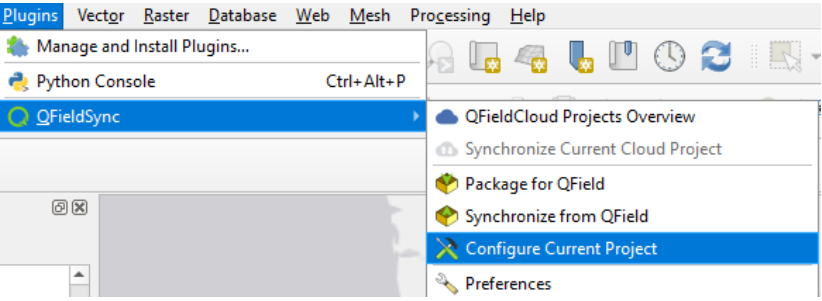 Plugins Vector Raster Database Web Mesh Processing Help
Manage and Install Plugins...
Python Console Ctrl+Alt+P
QFieldSync
QFieldCloud Projects Overview
Synchronize Current Cloud Project
Package for QField
Synchronize from QField
Configure Current Project
Preferences